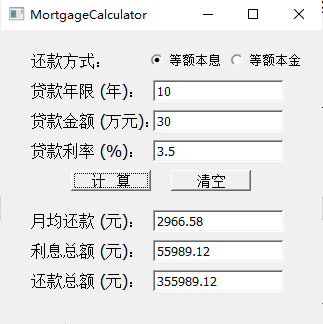 MortgageCalculator
还款方式： 等额本息 等额本金
贷款年限 (年)： 10
贷款金额 (万元)： 30
贷款利率 (%)： 3.5
计 算 清空
月均还款 (元)： 2966.58
利息总额 (元)： 55989.12
还款总额 (元)： 355989.12